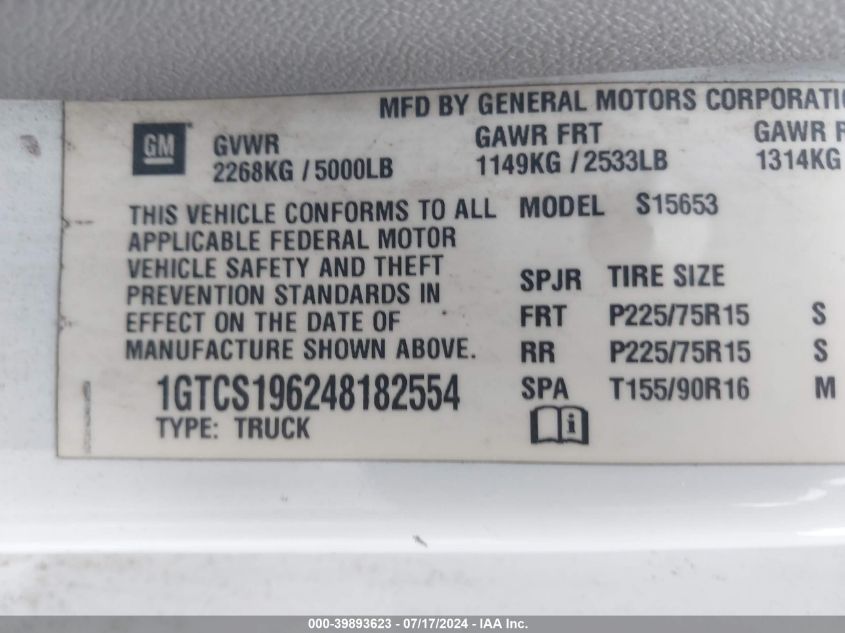 MFD BY GENERAL MOTORS CORPORATIO
GM
GVWR
2268KG / 5000LB
GAWR FRT
1149KG / 2533LB
GAWR
1314KG
THIS VEHICLE CONFORMS TO ALL
APPLICABLE FEDERAL MOTOR
VEHICLE SAFETY AND THEFT
PREVENTION STANDARDS IN
EFFECT ON THE DATE OF
MANUFACTURE SHOWN ABOVE.
1GTCS196248182554
TYPE: TRUCK
MODEL S15653
SPJR TIRE SIZE
FRT P225/75R15 S
RR P225/75R15 S
SPA T155/90R16 M
i
000-39893623 - 07/17/2024 - IAA Inc.